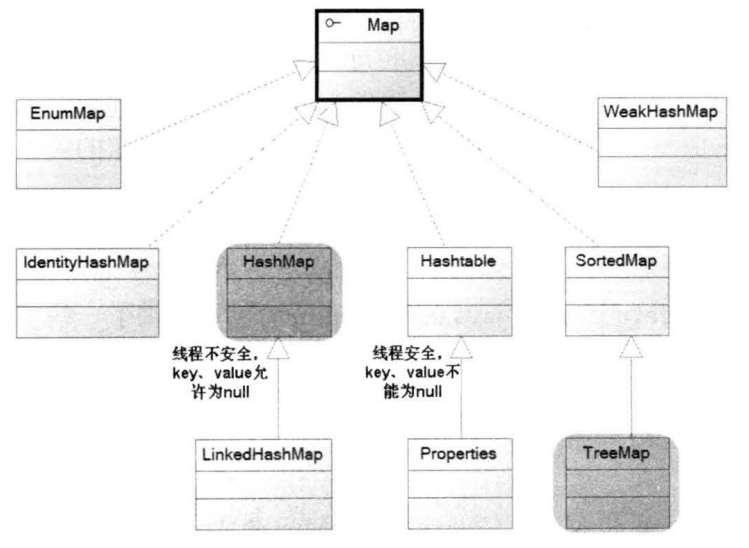 Map
EnumMap
WeakHashMap
IdentityHashMap
HashMap
Hashtable
SortedMap
线程不安全，
key、value允
许为null
线程安全，
key、value不
能为null
LinkedHashMap
Properties
TreeMap